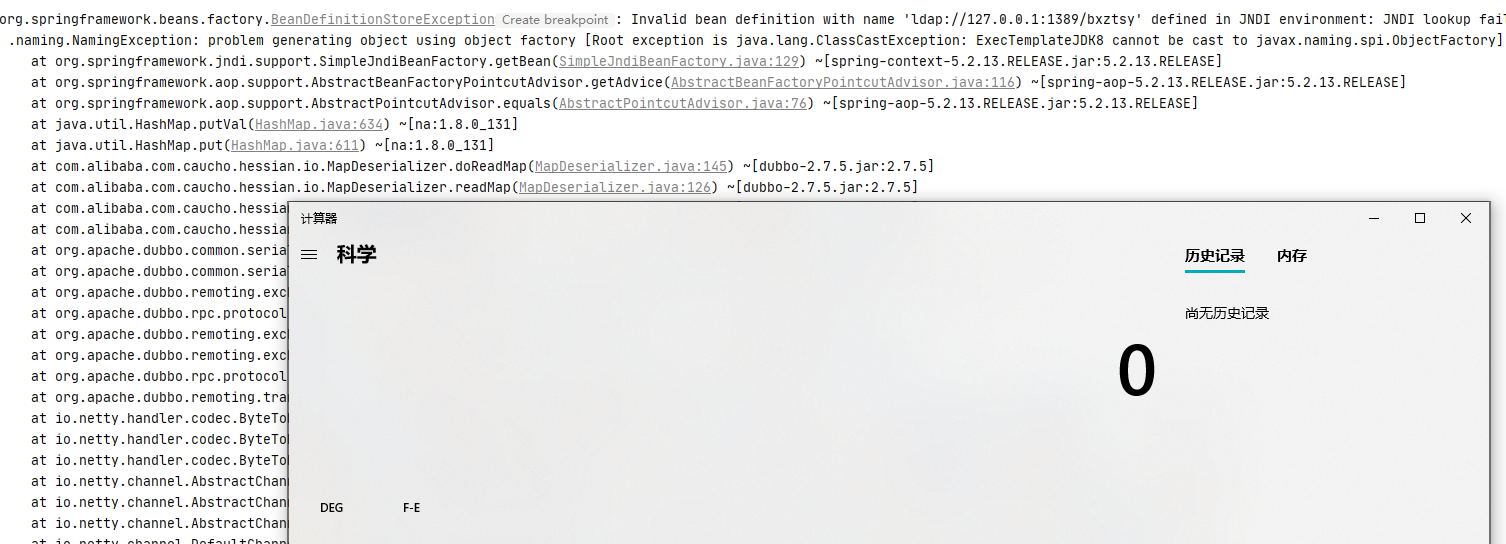 org.springframework.beans.factory.BeanDefinitionStoreException Create breakpoint : Invalid bean definition with name 'ldap://127.0.0.1:1389/bxztsy' defined in JNDI environment: JNDI lookup fai
.naming.NamingException: problem generating object using object factory [Root exception is java.lang.ClassCastException: ExecTemplateJDK8 cannot be cast to javax.naming.spi.ObjectFactory]
at org.springframework.jndi.support.SimpleJndiBeanFactory.getBean(SimpleJndiBeanFactory.java:129) ~[spring-context-5.2.13.RELEASE.jar:5.2.13.RELEASE]
at org.springframework.aop.support.AbstractBeanFactoryPointcutAdvisor.getAdvice(AbstractBeanFactoryPointcutAdvisor.java:116) ~[spring-aop-5.2.13.RELEASE.jar:5.2.13.RELEASE]
at org.springframework.aop.support.AbstractPointcutAdvisor.equals(AbstractPointcutAdvisor.java:76) ~[spring-aop-5.2.13.RELEASE.jar:5.2.13.RELEASE]
at java.util.HashMap.putVal(HashMap.java:634) ~[na:1.8.0_131]
at java.util.HashMap.put(HashMap.java:611) ~[na:1.8.0_131]
at com.alibaba.com.caucho.hessian.io.MapDeserializer.doReadMap(MapDeserializer.java:145) ~[dubbo-2.7.5.jar:2.7.5]
at com.alibaba.com.caucho.hessian.io.MapDeserializer.readMap(MapDeserializer.java:126) ~[dubbo-2.7.5.jar:2.7.5]
at com.alibaba.com.caucho.hessia
计算器
at com.alibaba.com.caucho.hessia
at org.apache.dubbo.common.seria
科学
历史记录 内存
at org.apache.dubbo.common.seria
at org.apache.dubbo.remoting.exc
at org.apache.dubbo.rpc.protocol
尚无历史记录
at org.apache.dubbo.remoting.exc
at org.apache.dubbo.remoting.exc
0
at org.apache.dubbo.rpc.protocol
at org.apache.dubbo.remoting.tra
at io.netty.handler.codec.ByteTo
at io.netty.handler.codec.ByteTo
at io.netty.handler.codec.ByteTo
at io.netty.channel.AbstractChan
at io.netty.channel.AbstractChan
DEG F-E
at io.netty.channel.AbstractChan
at io.netty.channel.DefaultChann